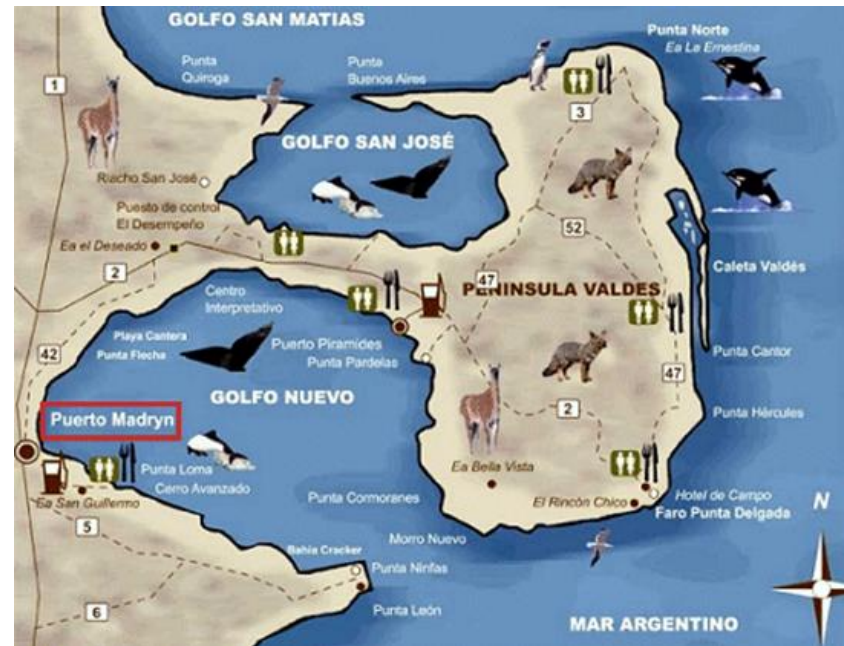 GOLFO SAN MATIAS
Punta Norte
Ea La Ernestina
Punta
Quiroga
Punta
Buenos Aires
1
3
GOLFO SAN JOSÉ
Riacho San José
Puesto de control
El Desempeño
Ea el Deseado
52
2
47
PENINSULA VALDES
Caleta Valdés
Centro
Interpretativo
Playa Cantera
Punta Flecha
42
Puerto Piramides
Punta Pardelas
Punta Cantor
47
GOLFO NUEVO
2
Punta Hércules
Puerto Madryn
Punta Loma
Cerro Avanzado
Ea San Guillermo
Ea Bella Vista
Punta Cormoranes
El Rincón Chico
Hotel de Campo
Faro Punta Delgada
N
5
Morro Nuevo
Bahia Cracker
Punta Ninfas
6
Punta León
MAR ARGENTINO